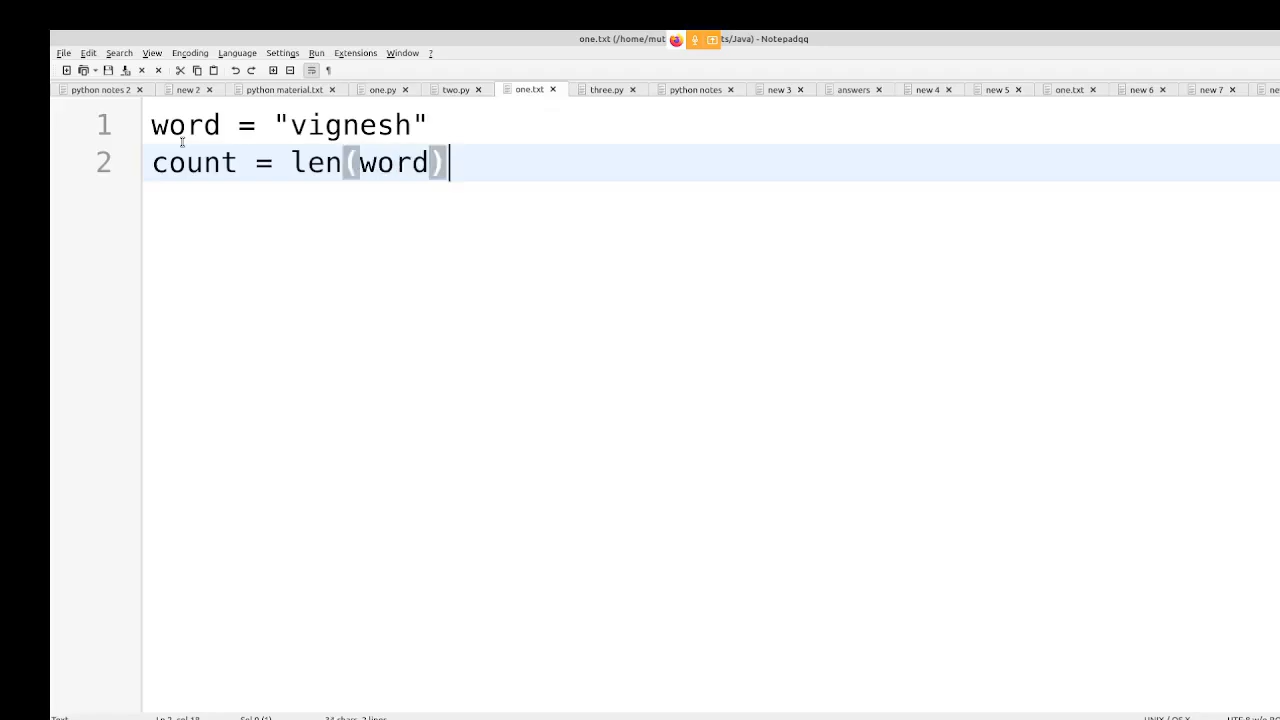 one.txt (/home/mut ts/Java) - Notepadqq
File Edit Search View Encoding Language Settings Run Extensions Window ?
python notes 2 new 2 python material.txt one.py two.py one.txt three.py python notes new 3 answers new 4 new 5 one.txt new 6 new 7
1 word = "vignesh"
2 count = len(word)